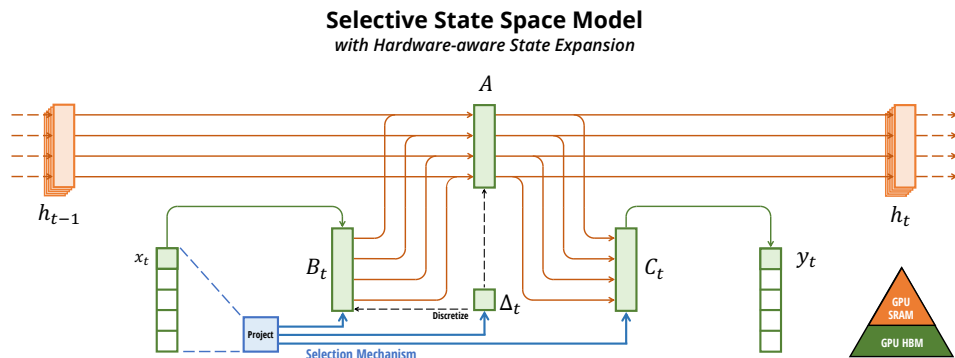 Selective State Space Model
with Hardware-aware State Expansion
A
h_{t-1}
h_t
x_t
B_t
C_t
y_t
Δ_t
Discretize
Project
Selection Mechanism
GPU
SRAM
GPU HBM